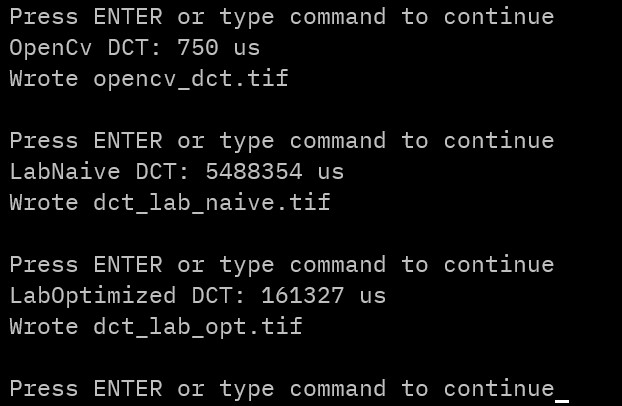 Press ENTER or type command to continue
OpenCv DCT: 750 us
Wrote opencv_dct.tif
Press ENTER or type command to continue
LabNaive DCT: 5488354 us
Wrote dct_lab_naive.tif
Press ENTER or type command to continue
LabOptimized DCT: 161327 us
Wrote dct_lab_opt.tif
Press ENTER or type command to continue